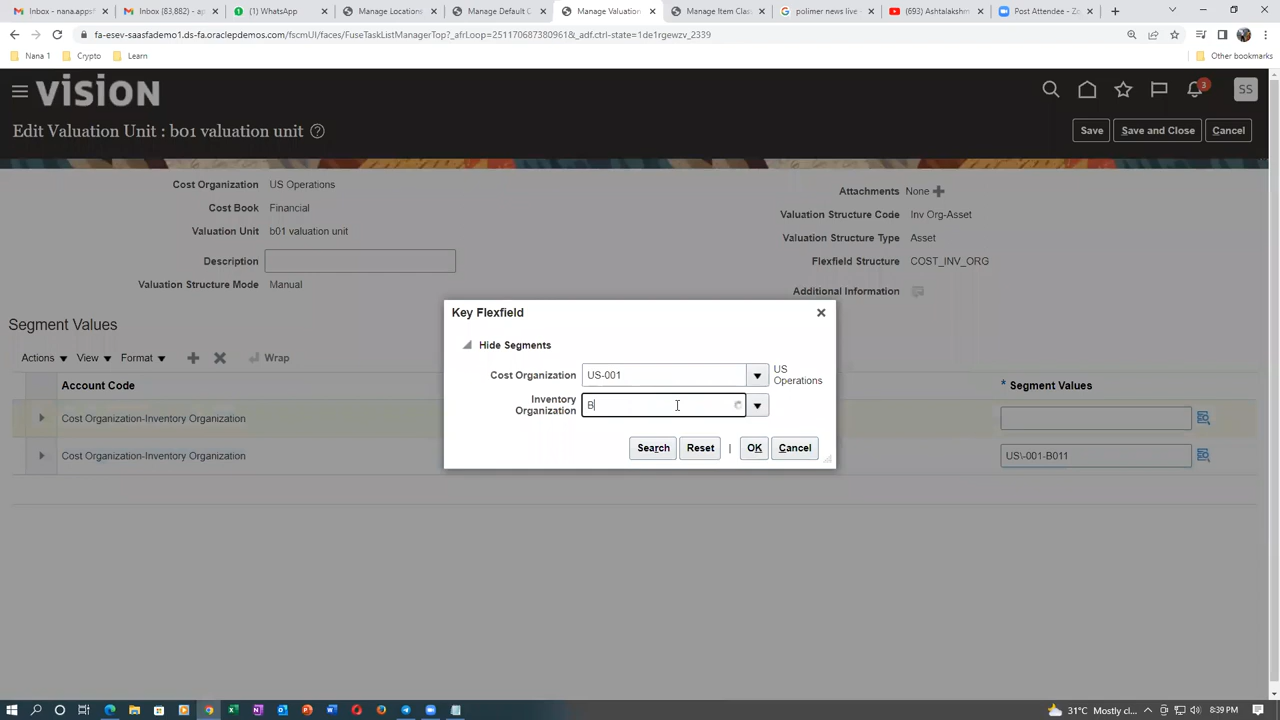 Inbox - nana.apps®
Inbox (83,882) - ap
(1) WhatsApp
Manage Locations
Manage Default C
Manage Valuation
Manage Item Clas
polimer news live -
(693) Ashtalakshm
Post Attendee - Zo
fa-esev-saasfademo1.ds-fa.oraclepdemos.com/fscmUI/faces/FuseTaskListManagerTop?_afrLoop=25117068738​0961&_adf.ctrl-state=1de1rgewzv_2339
Nana 1
Crypto
Learn
Other bookmarks
VISION
3
SS
Edit Valuation Unit : b01 valuation unit
Save
Save and Close
Cancel
Cost Organization US Operations
Cost Book Financial
Valuation Unit b01 valuation unit
Description
Valuation Structure Mode Manual
Attachments None
Valuation Structure Code Inv Org-Asset
Valuation Structure Type Asset
Flexfield Structure COST_INV_ORG
Additional Information
Segment Values
Actions
View
Format
Wrap
Account Code
* Segment Values
Cost Organization-Inventory Organization
Cost Organization-Inventory Organization
US\-001-B011
Key Flexfield
Hide Segments
Cost Organization US-001
US
Operations
Inventory
Organization
B
Search
Reset
OK
Cancel
31°C Mostly cl...
8:39 PM